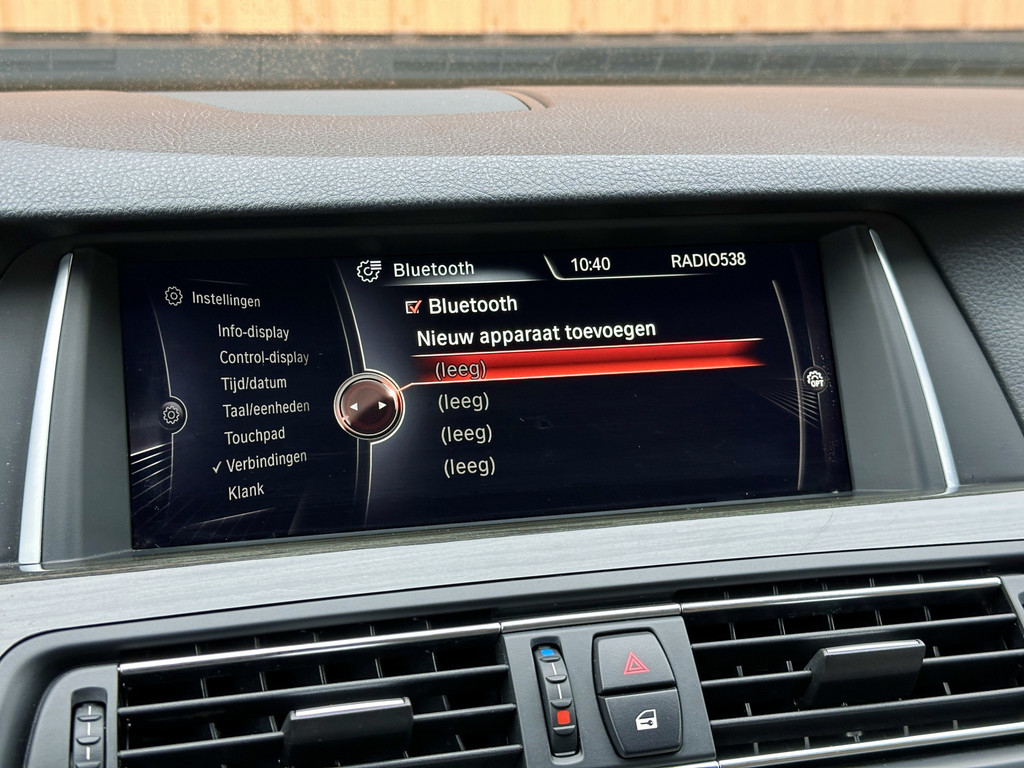 Bluetooth
10:40
RADIO538
Instellingen
Info-display
Control-display
Tijd/datum
Taal/eenheden
Touchpad
✓ Verbindingen
Klank
Bluetooth
Nieuw apparaat toevoegen
(leeg)
(leeg)
(leeg)
(leeg)
OPT